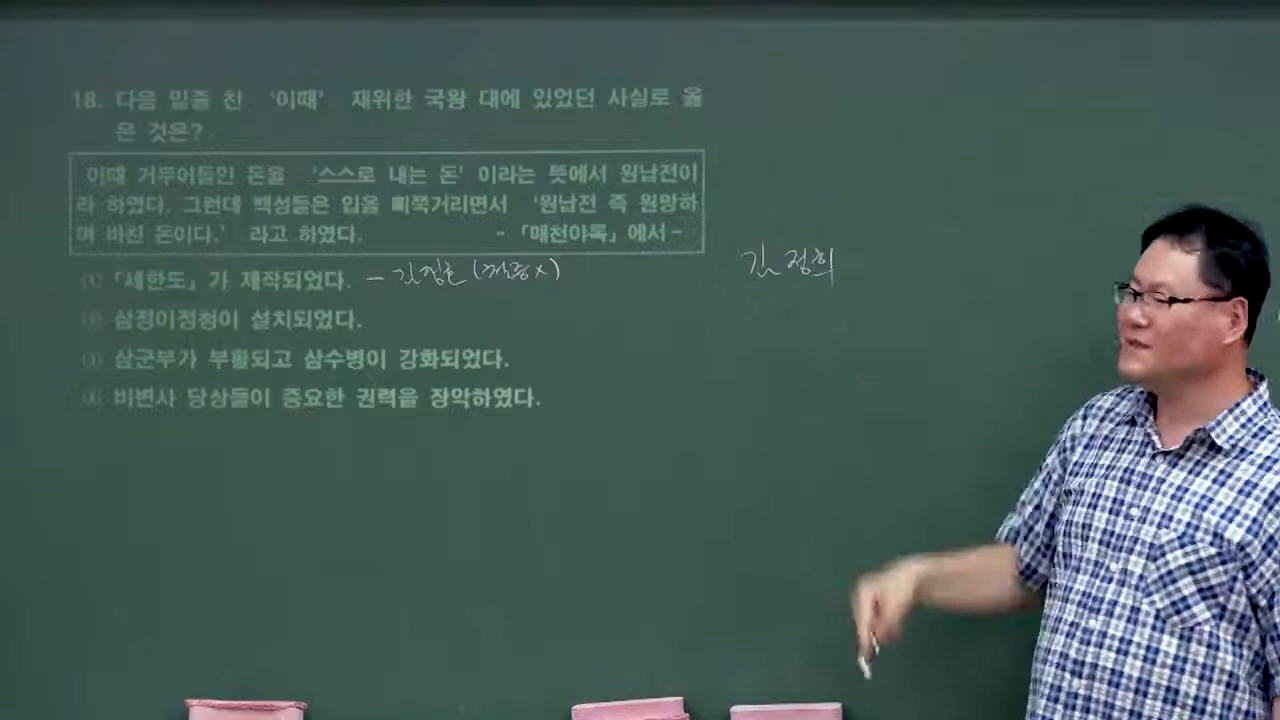 18. 다음 밑줄 친 '이때' 재위한 국왕 대에 있었던 사실로 옳
은 것은?
이때 거두어들인 돈을 '스스로 내는 돈'이라는 뜻에서 원납전이
라 하였다. 그런데 백성들은 입을 삐쭉거리면서 '원납전 즉 원망하
며 바친 돈이다.' 라고 하였다. -「매천야록」에서-
(1) 「세한도」가 제작되었다. -
김정희
(2) 삼정이정청이 설치되었다.
(3) 삼군부가 부활되고 삼수병이 강화되었다.
(4) 비변사 당상들이 중요한 권력을 장악하였다.